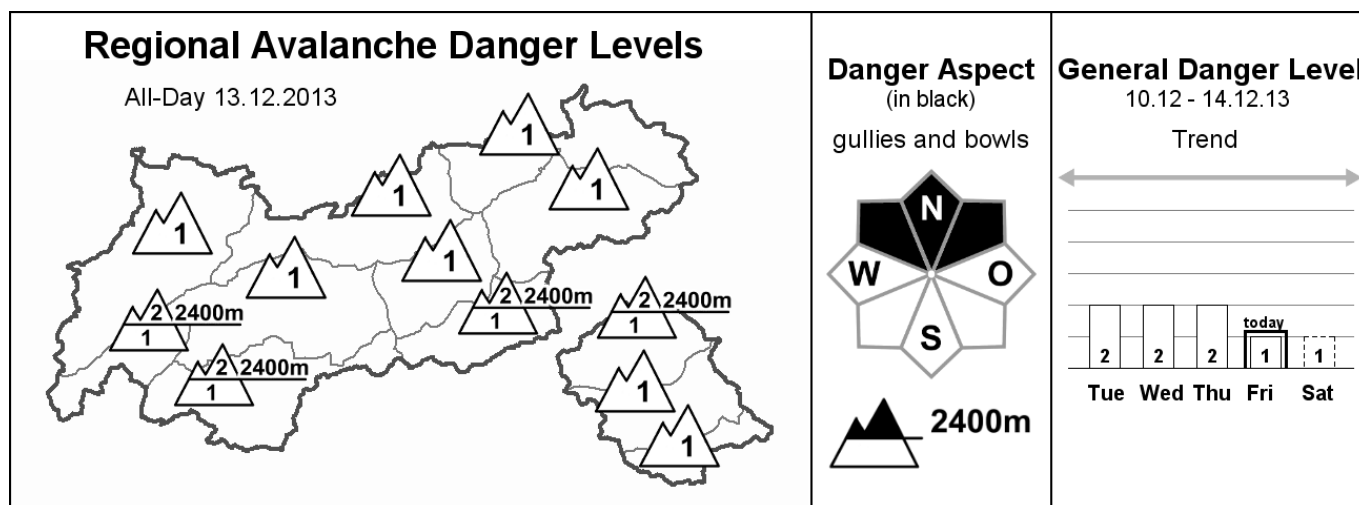 Regional Avalanche Danger Levels
All-Day 13.12.2013
1
1
1
1
1
1
1
2 2400m
1
2 2400m
1
2 2400m
1
2 2400m
1
1
1
Danger Aspect
(in black)
gullies and bowls
N
W
O
S
2400m
General Danger Level
10.12 - 14.12.13
Trend
today
2
2
2
1
1
Tue
Wed
Thu
Fri
Sat